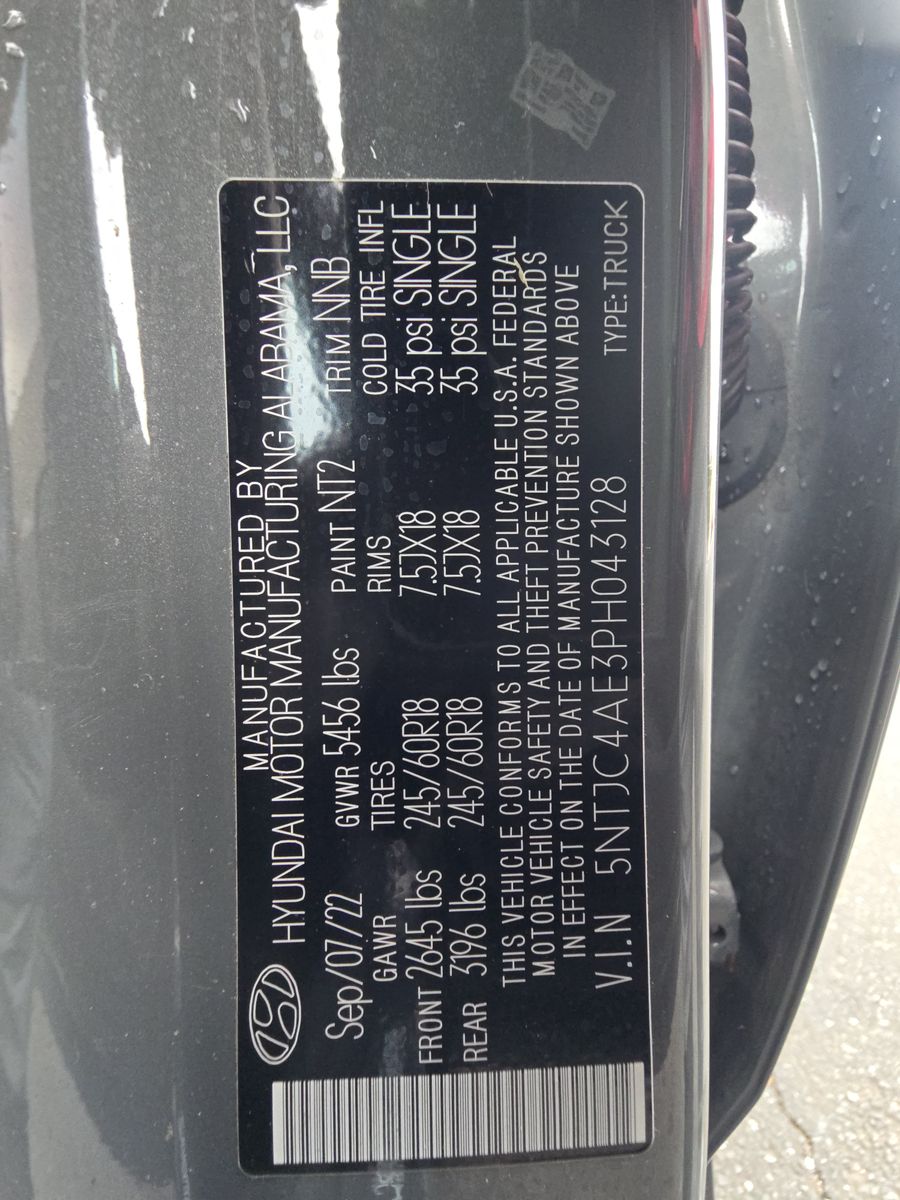 MANUFACTURED BY
HYUNDAI MOTOR MANUFACTURING ALABAMA, LLC
Sep/07/22 GVWR 5456 lbs PAINT NT2 TRIM NNB
GAWR TIRES RIMS COLD TIRE INFL
FRONT 2645 lbs 245/60R18 7.5JX18 35 psi SINGLE
REAR 3196 lbs 245/60R18 7.5JX18 35 psi SINGLE
THIS VEHICLE CONFORMS TO ALL APPLICABLE U.S.A. FEDERAL
MOTOR VEHICLE SAFETY AND THEFT PREVENTION STANDARDS
IN EFFECT ON THE DATE OF MANUFACTURE SHOWN ABOVE
V.I.N 5NTJC4AE3PH043128 TYPE:TRUCK